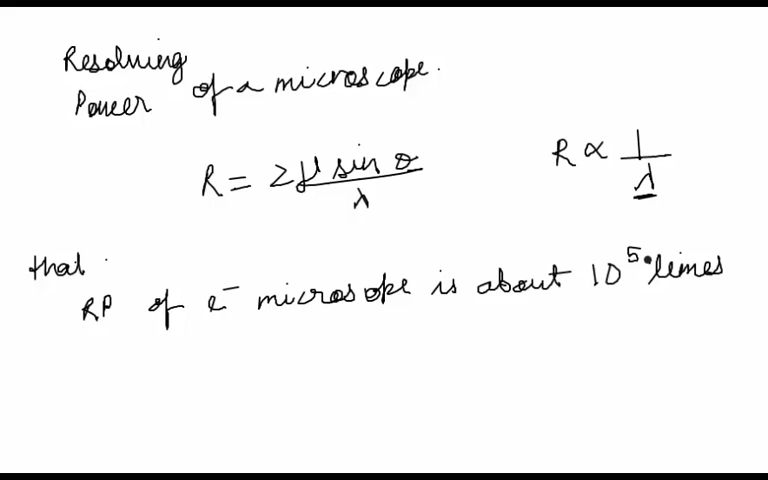 Resolving
Power of a microscope.
R = 2μ sin θ / λ
R ∝ 1 / λ
that
RP of e⁻ microscope is about 10⁵ times